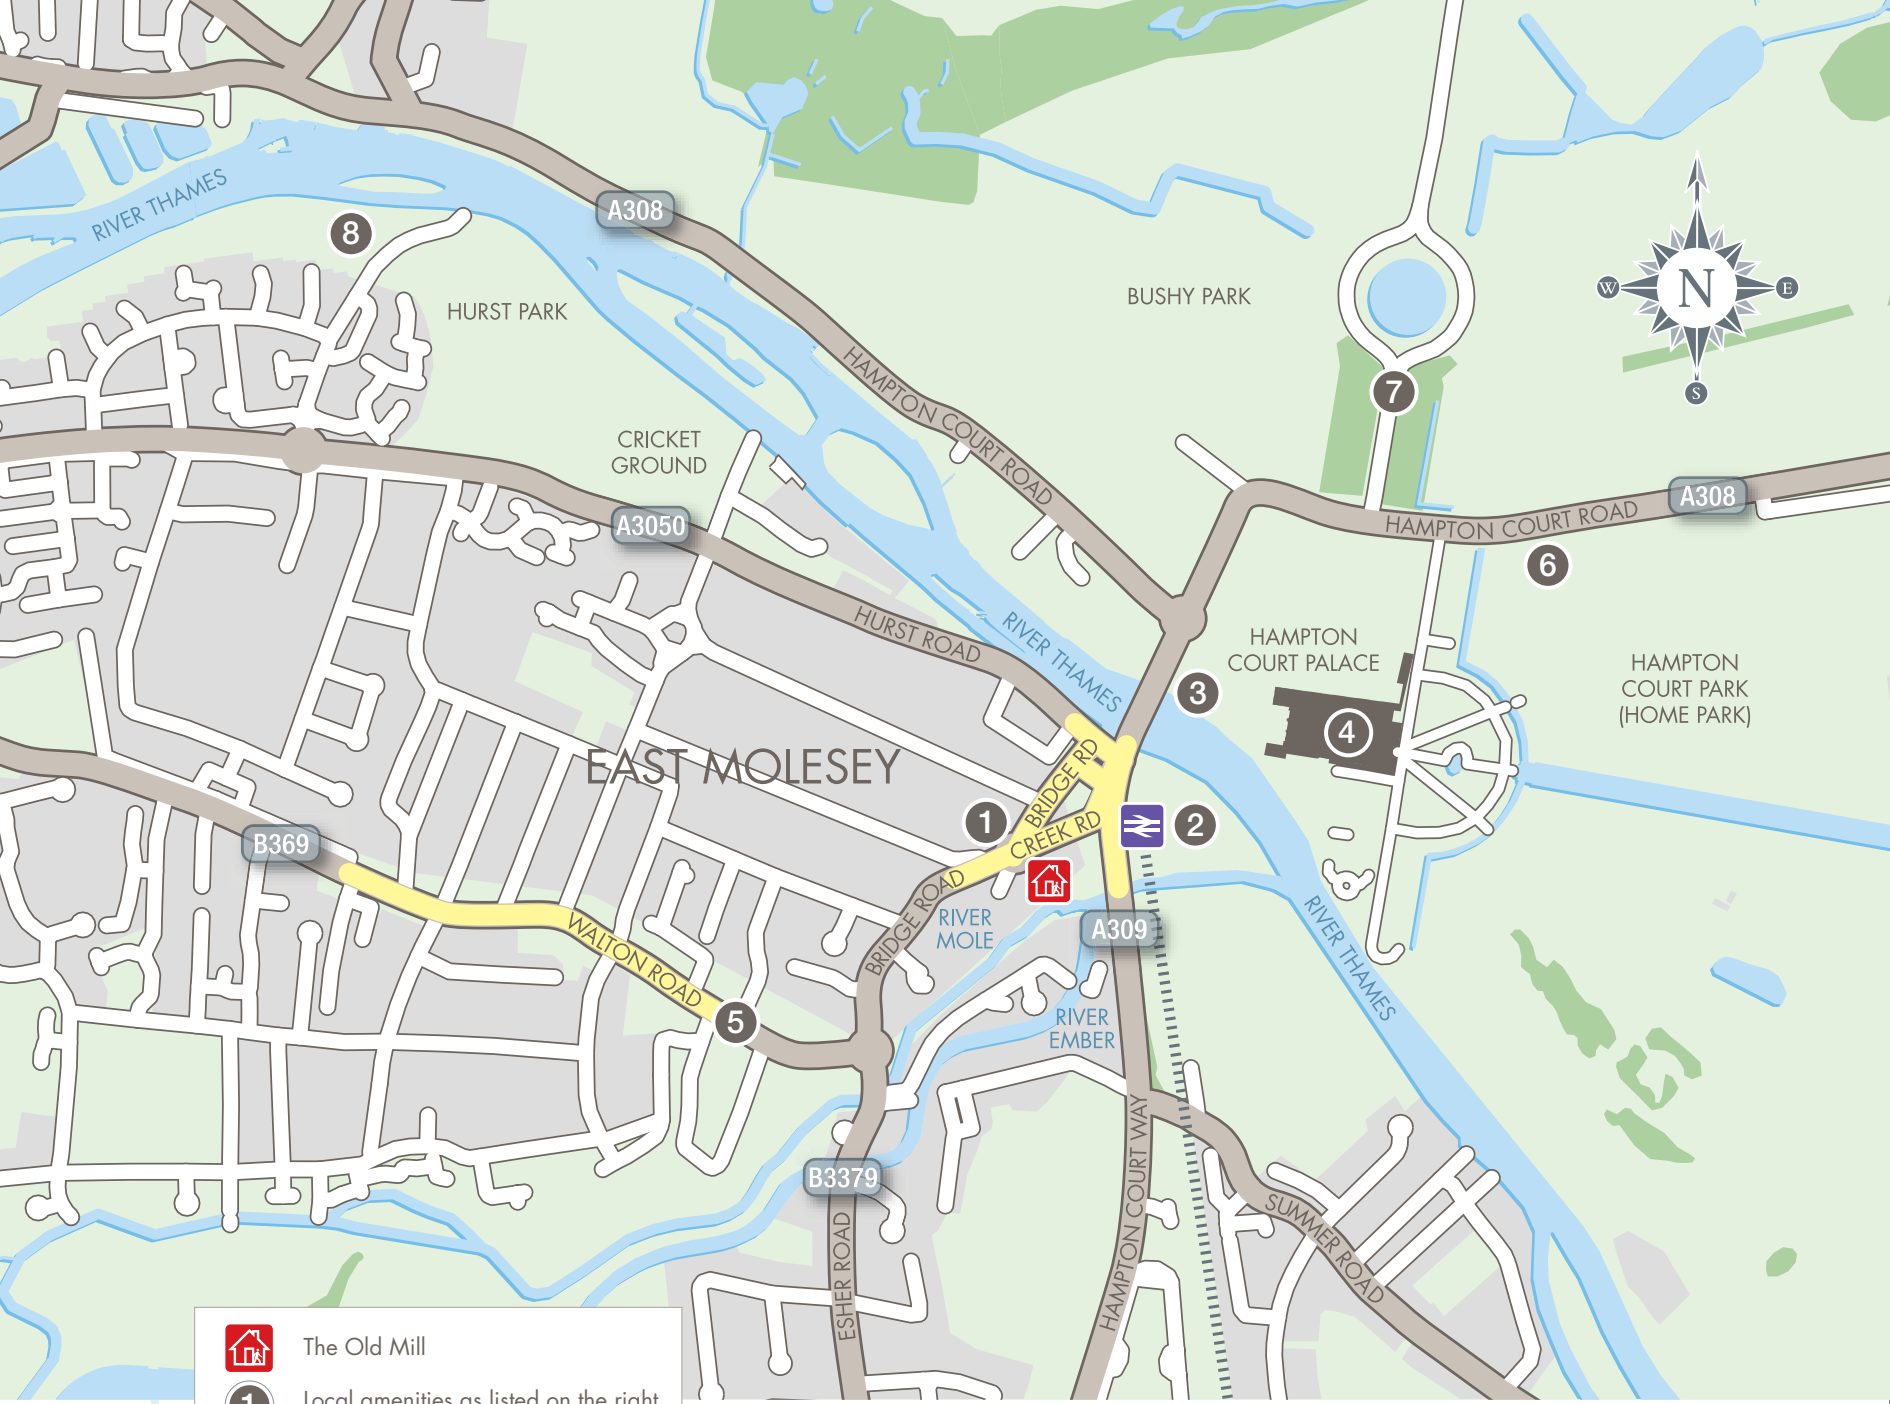 RIVER THAMES
8
A308
HURST PARK
BUSHY PARK
N
W
E
S
7
HAMPTON COURT ROAD
CRICKET
GROUND
A3050
A308
HAMPTON COURT ROAD
6
HURST ROAD
RIVER THAMES
HAMPTON
COURT PALACE
HAMPTON
COURT PARK
(HOME PARK)
3
4
EAST MOLESEY
BRIDGE RD
1
CREEK RD
2
B369
BRIDGE ROAD
RIVER
MOLE
A309
RIVER THAMES
WALTON ROAD
5
RIVER
EMBER
B3379
HAMPTON COURT WAY
SUMMER ROAD
ESHER ROAD
The Old Mill
1
Local amenities as listed on the right